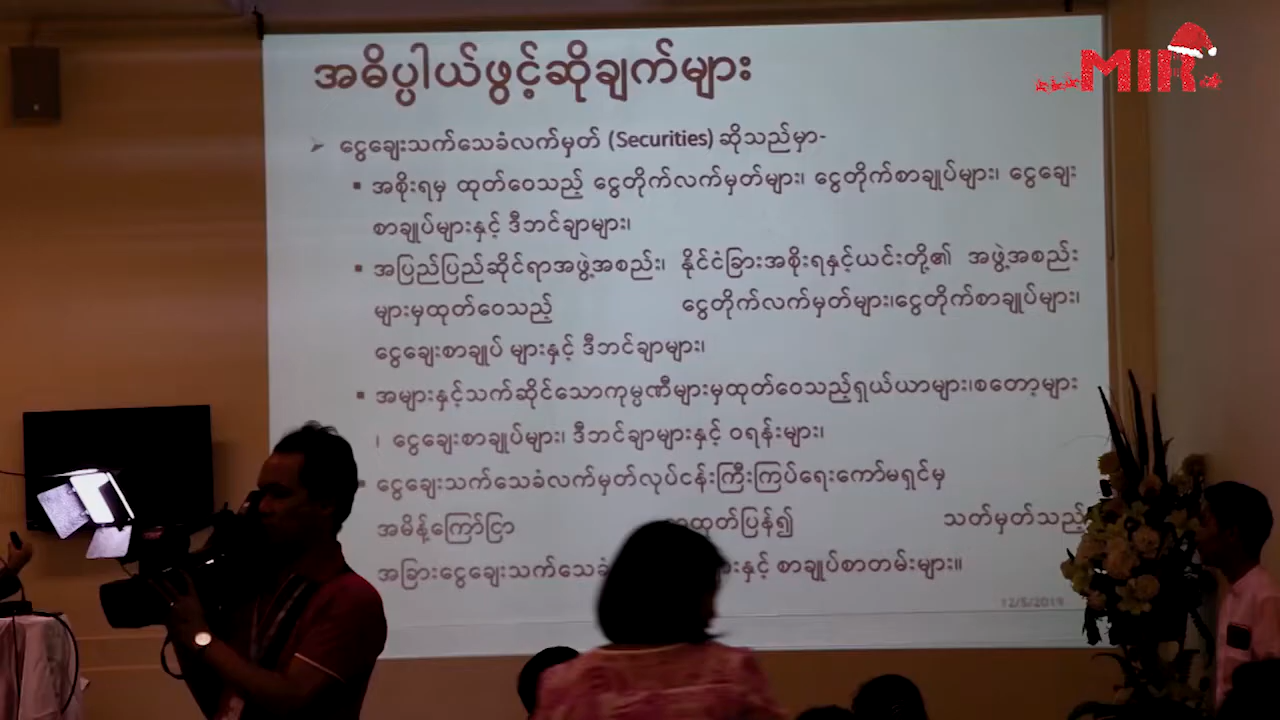 MIR
အဓိပ္ပါယ်ဖွင့်ဆိုချက်များ
ငွေချေးသက်သေခံလက်မှတ် (Securities) ဆိုသည်မှာ-
အစိုးရမှ ထုတ်ဝေသည့် ငွေတိုက်လက်မှတ်များ၊ ငွေတိုက်စာချုပ်များ၊ ငွေချေး
စာချုပ်များနှင့် ဒီဘင်ချာများ၊
အပြည်ပြည်ဆိုင်ရာအဖွဲ့အစည်း၊ နိုင်ငံခြားအစိုးရနှင့်ယင်းတို့၏ အဖွဲ့အစည်း
များမှထုတ်ဝေသည့် ငွေတိုက်လက်မှတ်များ၊ငွေတိုက်စာချုပ်များ၊
ငွေချေးစာချုပ် များနှင့် ဒီဘင်ချာများ၊
အများနှင့်သက်ဆိုင်သောကုမ္ပဏီများမှထုတ်ဝေသည့်ရှယ်ယာများ၊စတော့များ
၊ ငွေချေးစာချုပ်များ၊ ဒီဘင်ချာများနှင့် ဝရန်းများ၊
ငွေချေးသက်သေခံလက်မှတ်လုပ်ငန်းကြီးကြပ်ရေးကော်မရှင်မှ
အမိန့်ကြော်ငြာ ထုတ်ပြန်၍ သတ်မှတ်သည့်
အခြားငွေချေးသက်သေခံ များနှင့် စာချုပ်စာတမ်းများ။
12/5/2019